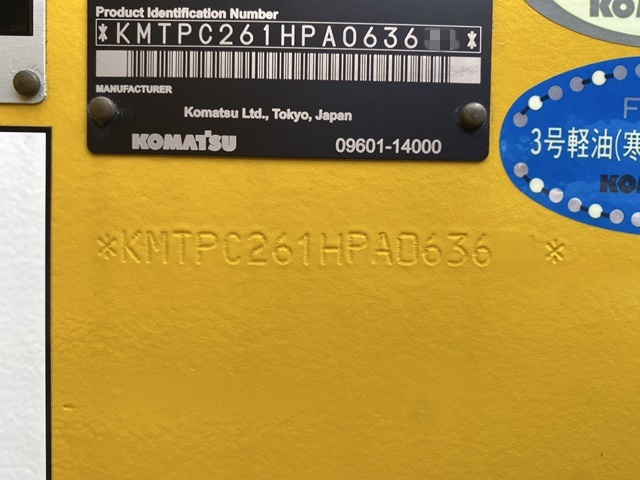 Product Identification Number
*KMTPC261HPA0636 *
MANUFACTURER
Komatsu Ltd., Tokyo, Japan
KOMATSU
09601-14000
3号軽油(寒
*KMTPC261HPA0636 *